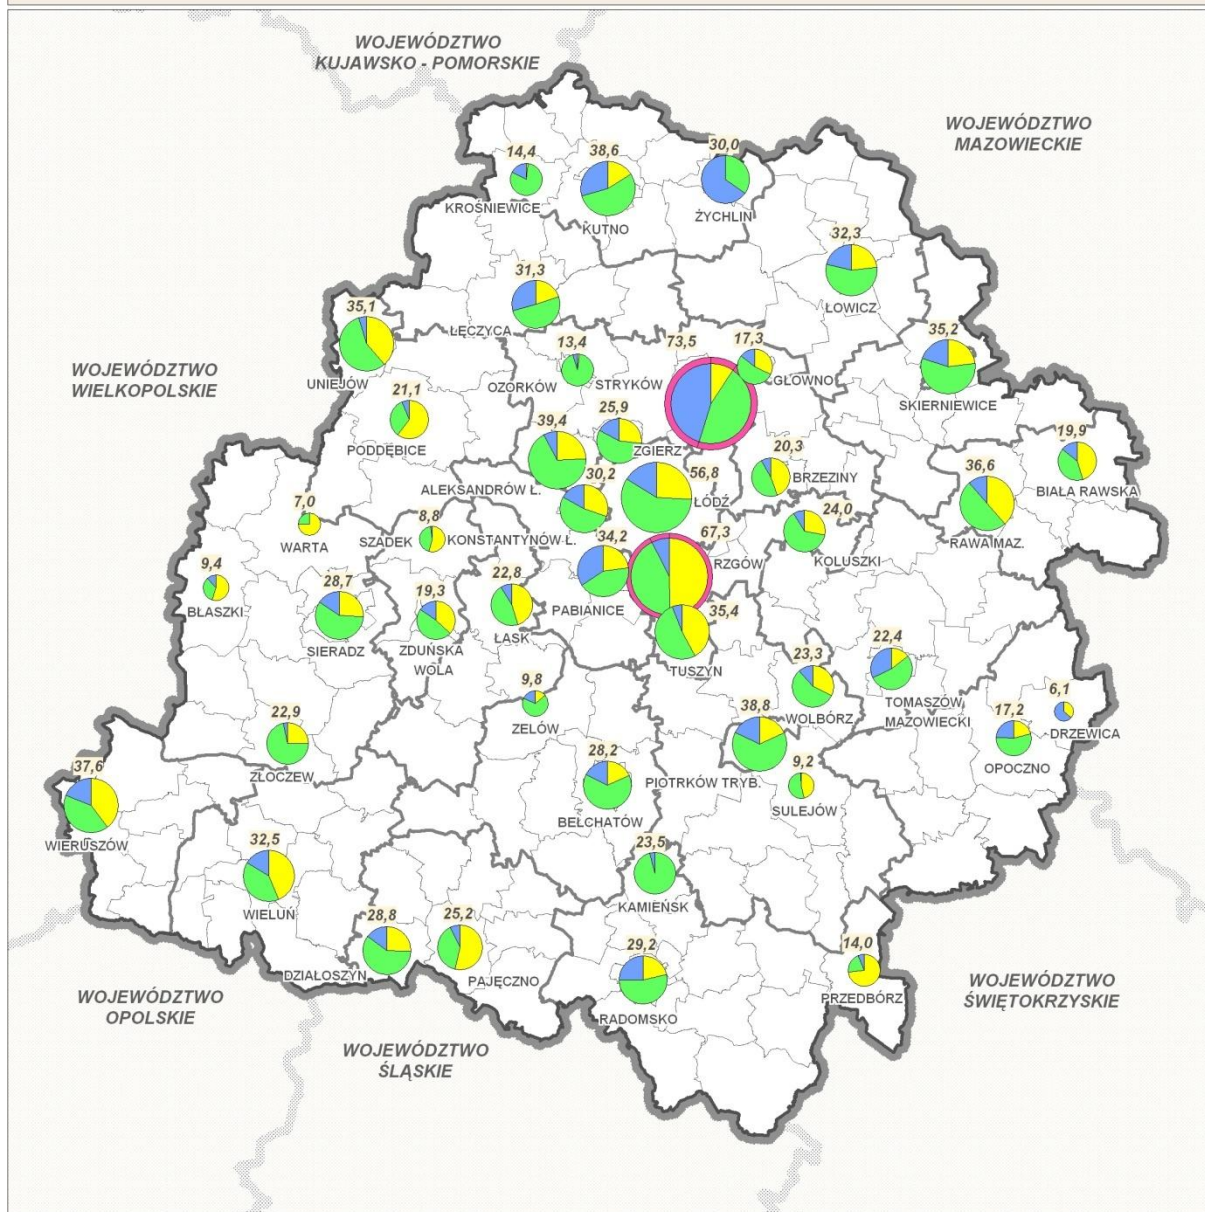 WOJEWÓDZTWO
KUJAWSKO - POMORSKIE
WOJEWÓDZTWO
MAZOWIECKIE
14,4
KROŚNIEWICE
38,6
KUTNO
30,0
ŻYCHLIN
32,3
ŁOWICZ
31,3
ŁĘCZYCA
35,1
UNIEJÓW
WOJEWÓDZTWO
WIELKOPOLSKIE
13,4
OZORKÓW
73,5
STRYKÓW
17,3
GŁOWNO
35,2
SKIERNIEWICE
21,1
PODDĘBICE
39,4
ALEKSANDRÓW Ł.
25,9
ZGIERZ
20,3
BRZEZINY
19,9
BIAŁA RAWSKA
36,6
RAWA MAZ.
30,2
KONSTANTYNÓW Ł.
56,8
ŁÓDŹ
7,0
WARTA
8,8
SZADEK
24,0
KOLUSZKI
34,2
PABIANICE
67,3
RZGÓW
9,4
BŁASZKI
28,7
SIERADZ
19,3
ZDUŃSKA
WOLA
22,8
ŁASK
35,4
TUSZYN
23,3
WOLBÓRZ
22,4
TOMASZÓW
MAZOWIECKI
9,8
ZELÓW
6,1
DRZEWICA
17,2
OPOCZNO
22,9
ZŁOCZEW
38,8
PIOTRKÓW TRYB.
9,2
SULEJÓW
28,2
BEŁCHATÓW
37,6
WIERUSZÓW
32,5
WIELUŃ
23,5
KAMIEŃSK
28,8
DZIAŁOSZYN
25,2
PAJĘCZNO
29,2
RADOMSKO
14,0
PRZEDBÓRZ
WOJEWÓDZTWO
OPOLSKIE
WOJEWÓDZTWO
ŚLĄSKIE
WOJEWÓDZTWO
ŚWIĘTOKRZYSKIE